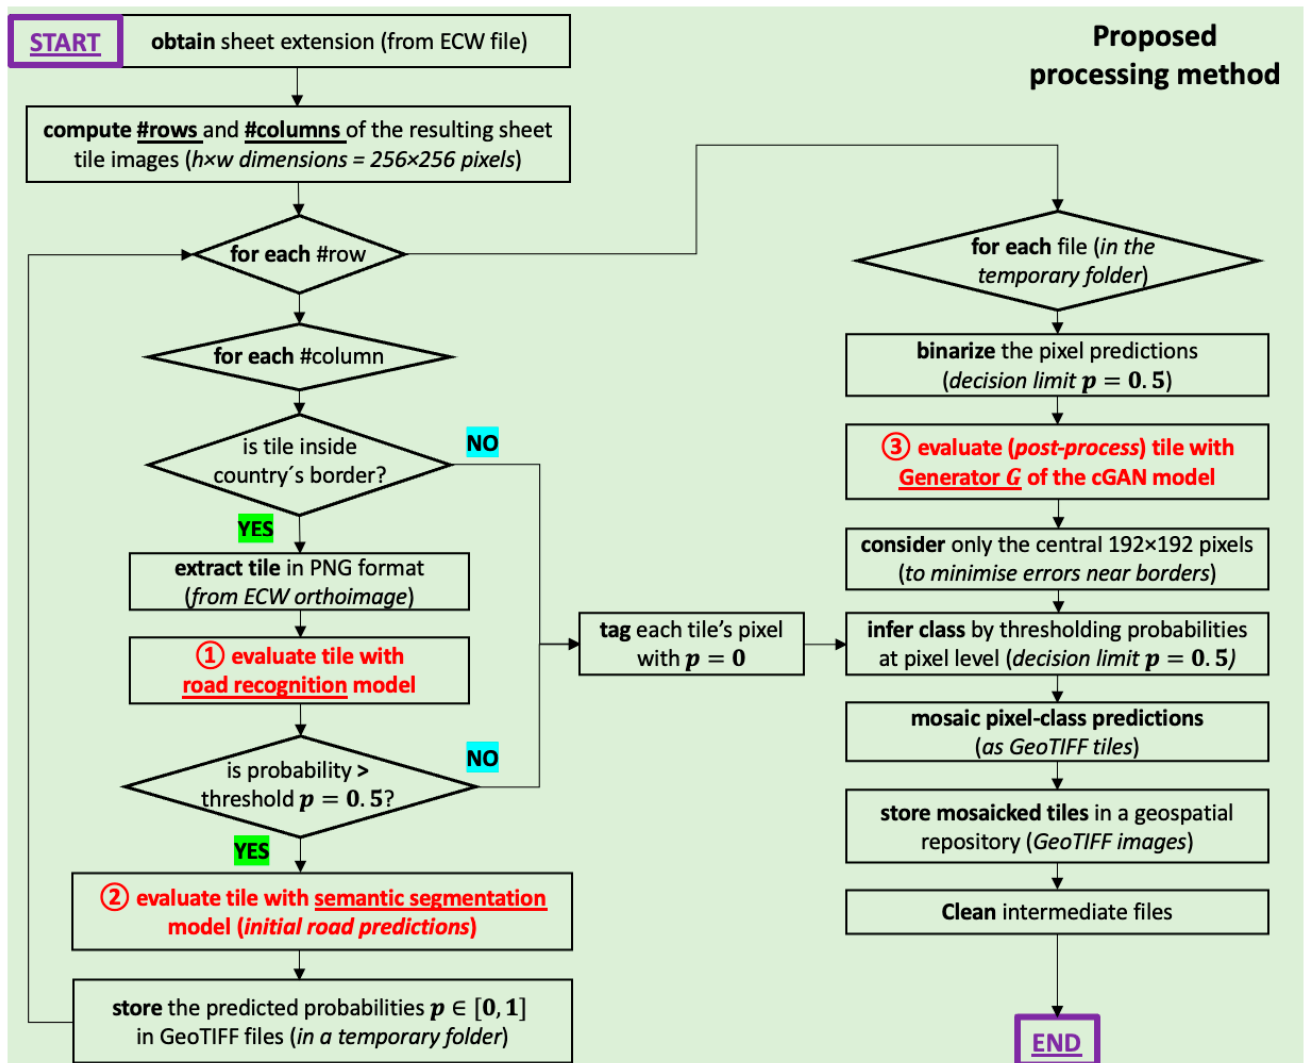 START
obtain sheet extension (from ECW file)
Proposed
processing method
compute #rows and #columns of the resulting sheet
tile images (h×w dimensions = 256×256 pixels)
for each #row
for each #column
is tile inside
country´s border?
NO
YES
extract tile in PNG format
(from ECW orthoimage)
① evaluate tile with
road recognition model
is probability >
threshold p = 0.5?
NO
YES
② evaluate tile with semantic segmentation
model (initial road predictions)
store the predicted probabilities p ∈ [0, 1]
in GeoTIFF files (in a temporary folder)
tag each tile’s pixel
with p = 0
for each file (in the
temporary folder)
binarize the pixel predictions
(decision limit p = 0.5)
③ evaluate (post-process) tile with
Generator G of the cGAN model
consider only the central 192×192 pixels
(to minimise errors near borders)
infer class by thresholding probabilities
at pixel level (decision limit p = 0.5)
mosaic pixel-class predictions
(as GeoTIFF tiles)
store mosaicked tiles in a geospatial
repository (GeoTIFF images)
Clean intermediate files
END